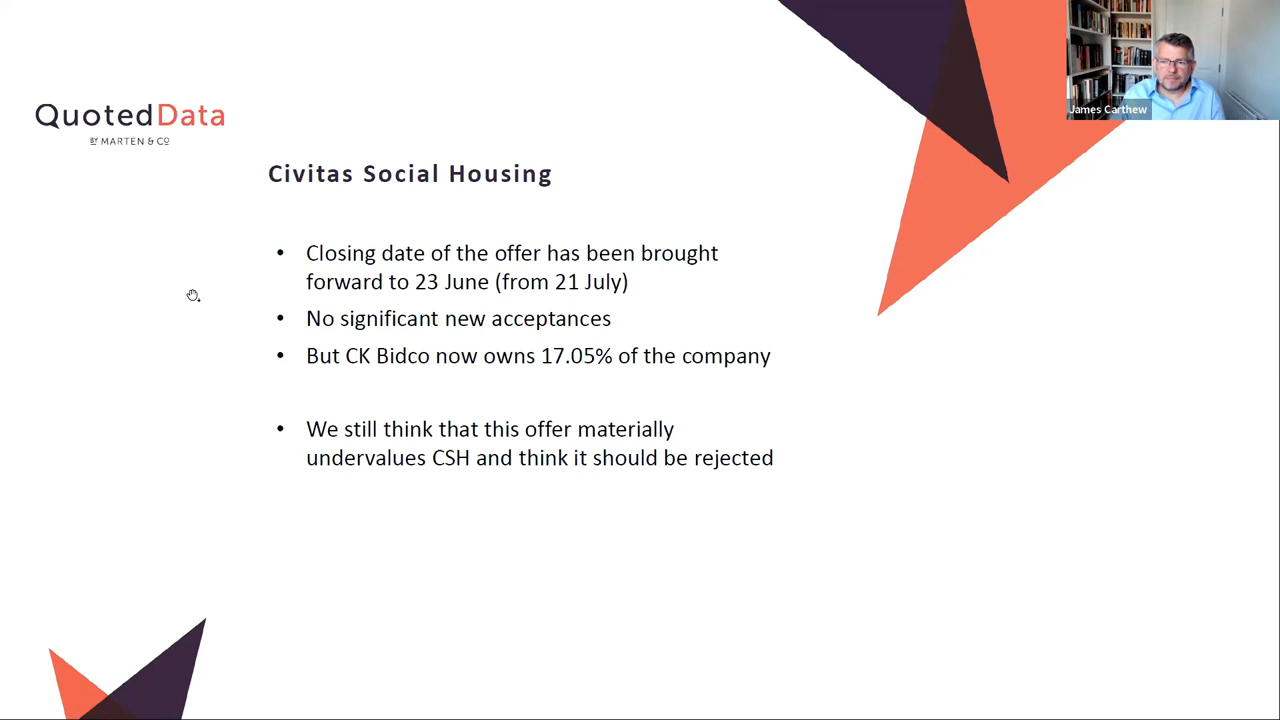 James Carthew
QuotedData
BY MARTEN & CO
Civitas Social Housing
• Closing date of the offer has been brought
forward to 23 June (from 21 July)
• No significant new acceptances
• But CK Bidco now owns 17.05% of the company
• We still think that this offer materially
undervalues CSH and think it should be rejected